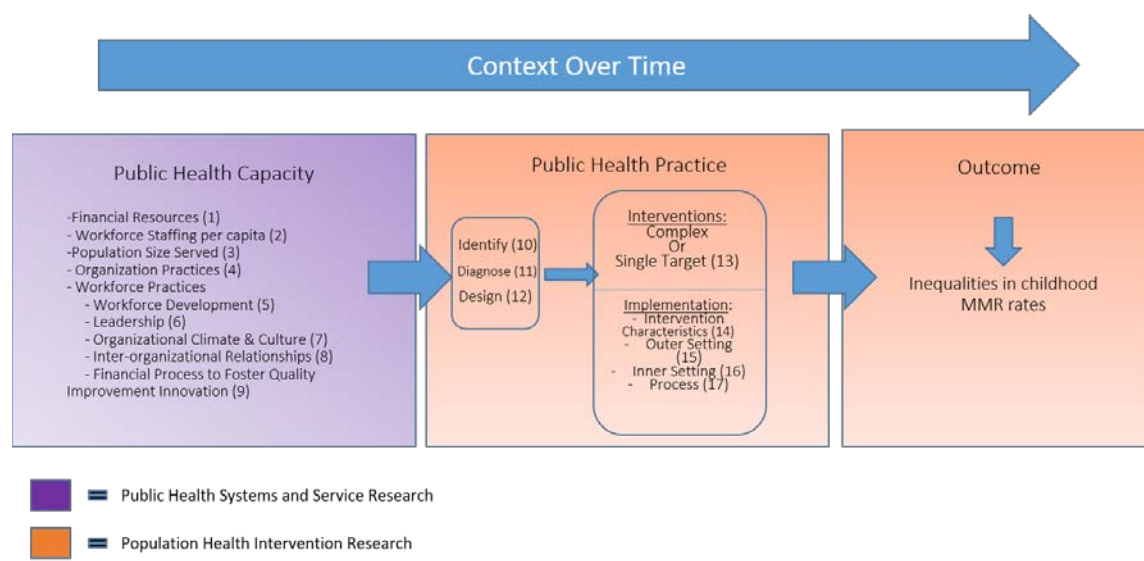 Context Over Time
Public Health Capacity
-Financial Resources (1)
- Workforce Staffing per capita (2)
-Population Size Served (3)
- Organization Practices (4)
- Workforce Practices
- Workforce Development (5)
- Leadership (6)
- Organizational Climate & Culture (7)
- Inter-organizational Relationships (8)
- Financial Process to Foster Quality
Improvement Innovation (9)
Public Health Practice
Identify (10)
Diagnose (11)
Design (12)
Interventions:
Complex
Or
Single Target (13)
Implementation:
- Intervention
Characteristics (14)
- Outer Setting
(15)
- Inner Setting (16)
- Process (17)
Outcome
Inequalities in childhood
MMR rates
= Public Health Systems and Service Research
= Population Health Intervention Research